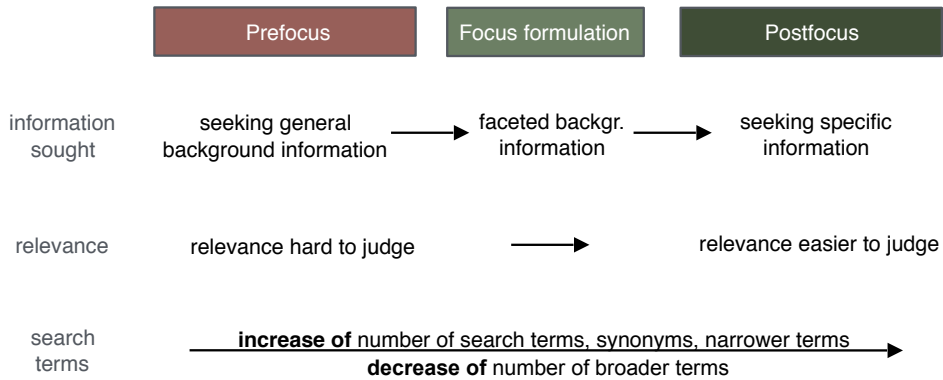 Prefocus Focus formulation Postfocus
information sought
seeking general background information
faceted backgr. information
seeking specific information
relevance
relevance hard to judge
relevance easier to judge
search terms
increase of number of search terms, synonyms, narrower terms
decrease of number of broader terms